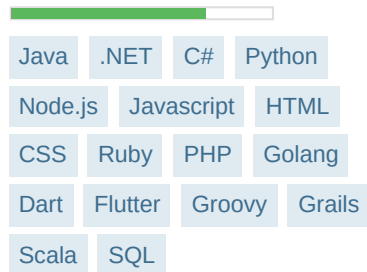 Java .NET C# Python
Node.js Javascript HTML
CSS Ruby PHP Golang
Dart Flutter Groovy Grails
Scala SQL